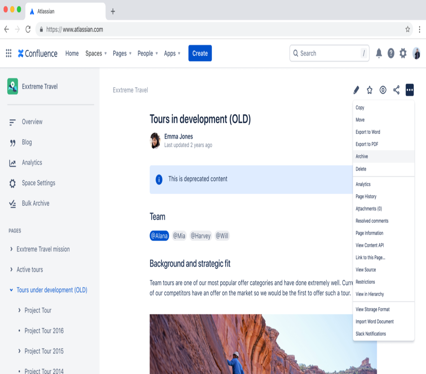 Atlassian
https://www.atlassian.com
Confluence Home Spaces Pages People Apps Create Search /
Exxtreme Travel
Overview
Blog
Analytics
Space Settings
Bulk Archive
PAGES
Exxtreme Travel mission
Active tours
Tours under development (OLD)
Project Tour
Project Tour 2016
Project Tour 2015
Project Tour 2014
Exxtreme Travel
Tours in development (OLD)
Emma Jones
Last updated 2 years ago
This is deprecated content
Team
@Alana @Mia @Harvey @Will
Background and strategic fit
Team tours are one of our most popular offer categories and have done extremely well. Curr
of our competitors have an offer on the market so we would be the first to offer such a tour.
Copy
Move
Export to Word
Export to PDF
Archive
Delete
Analytics
Page History
Attachments (0)
Resolved comments
Page Information
View Content API
Link to the Page...
View Source
Restrictions
View in Hierarchy
View Storage Format
Import Word Document
Slack Notifications